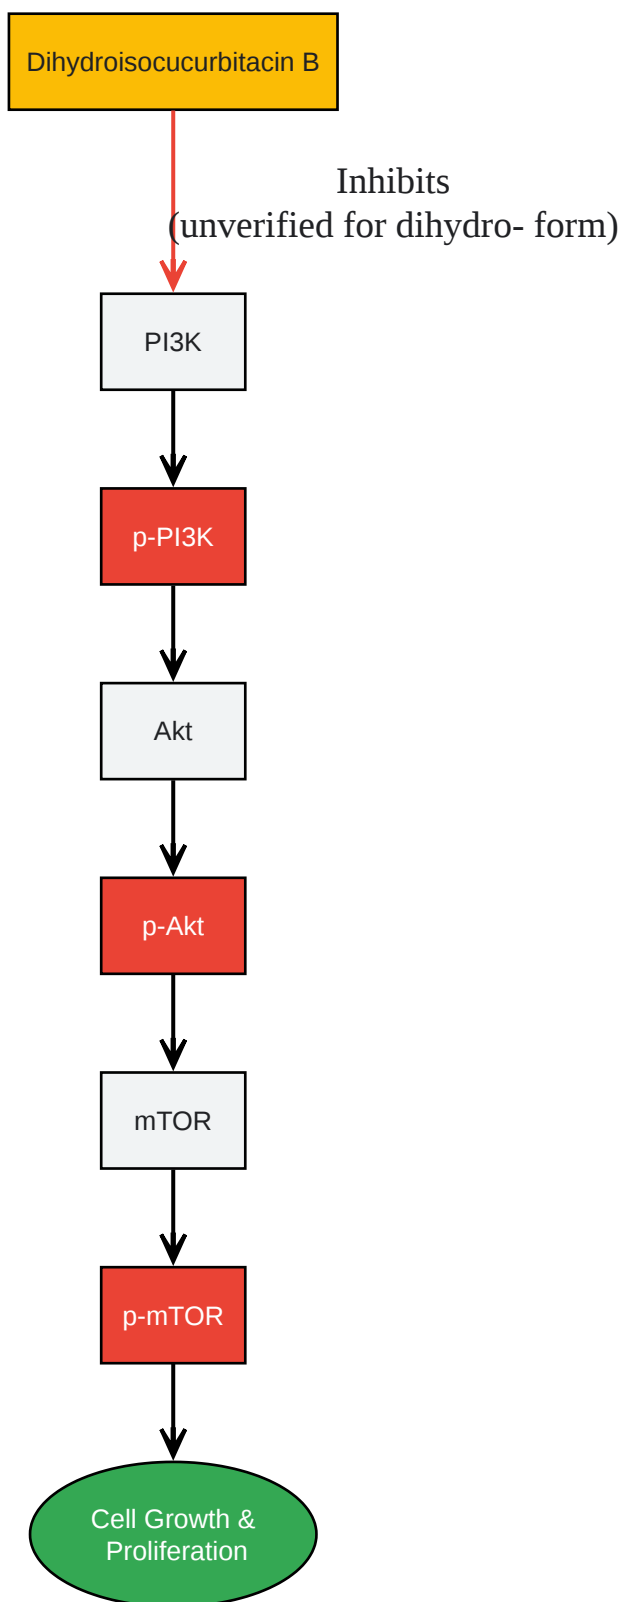 Dihydroisocucurbitacin B
Inhibits
(unverified for dihydro- form)
PI3K
p-PI3K
Akt
p-Akt
mTOR
p-mTOR
Cell Growth &
Proliferation